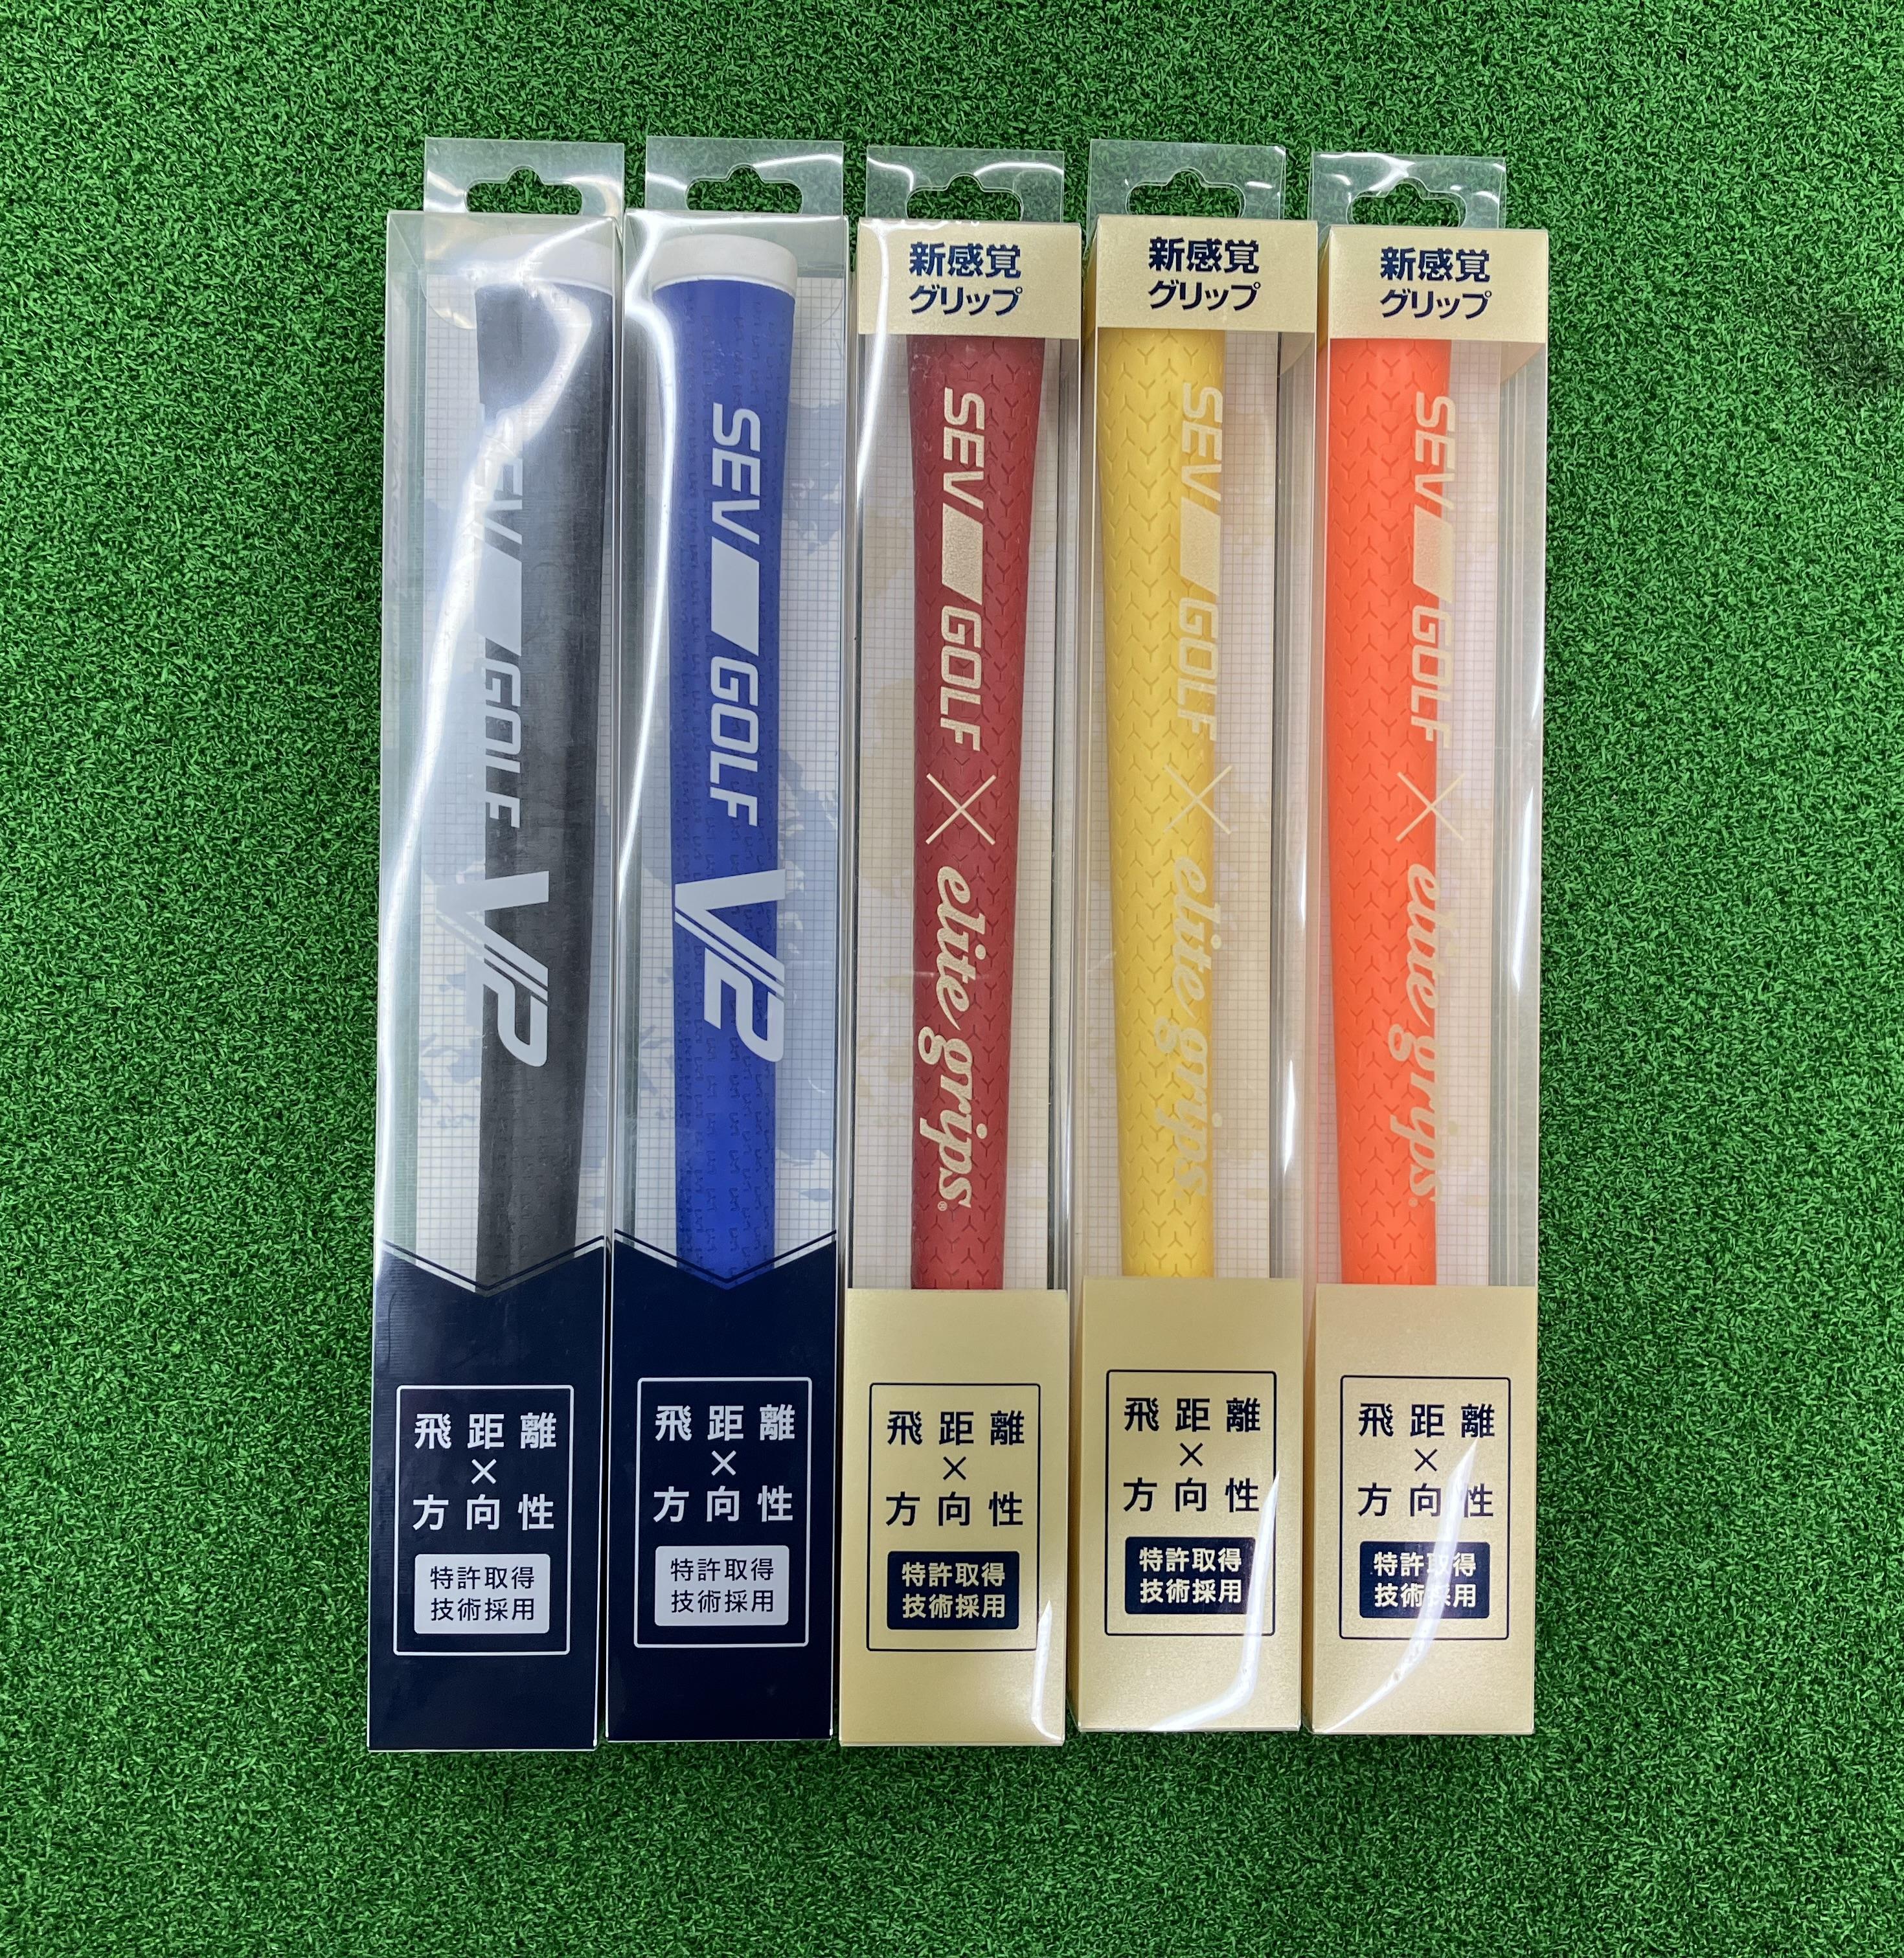 SEV GOLF
V2
飛距離
×
方向性
特許取得
技術採用
SEV GOLF
V2
飛距離
×
方向性
特許取得
技術採用
新感覚
グリップ
SEV GOLF
×
elite grips®
飛距離
×
方向性
特許取得
技術採用
新感覚
グリップ
SEV GOLF
×
elite grips
飛距離
×
方向性
特許取得
技術採用
新感覚
グリップ
SEV GOLF
×
elite grips
飛距離
×
方向性
特許取得
技術採用